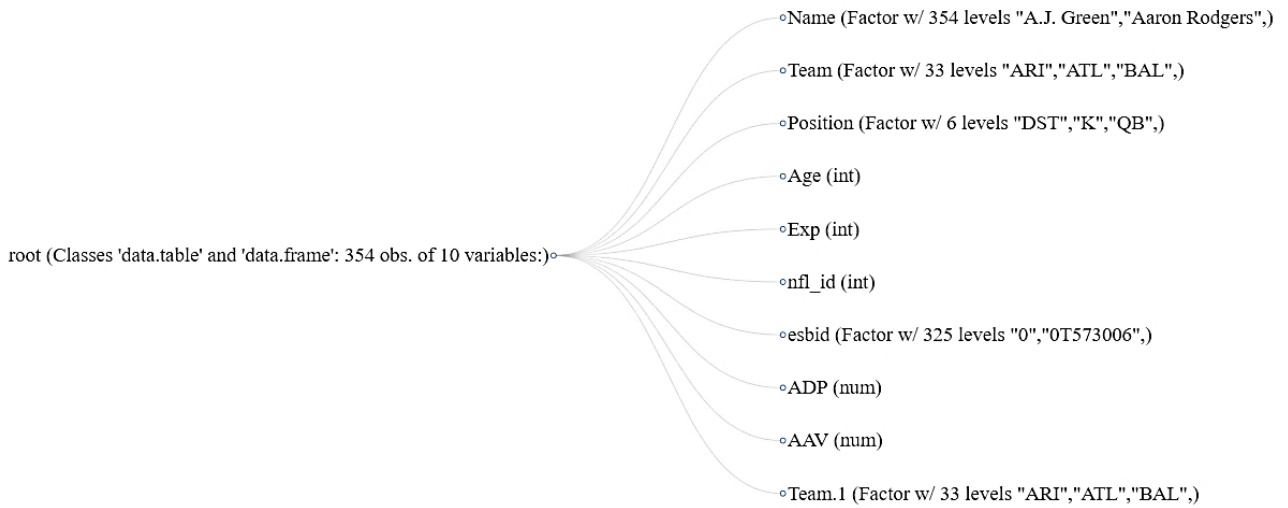 Name (Factor w/ 354 levels "A.J. Green","Aaron Rodgers",)
Team (Factor w/ 33 levels "ARI","ATL","BAL",)
Position (Factor w/ 6 levels "DST","K","QB",)
Age (int)
Exp (int)
root (Classes 'data.table' and 'data.frame': 354 obs. of 10 variables:)
nfl_id (int)
esbid (Factor w/ 325 levels "0","0T573006",)
ADP (num)
AAV (num)
Team.1 (Factor w/ 33 levels "ARI","ATL","BAL",)